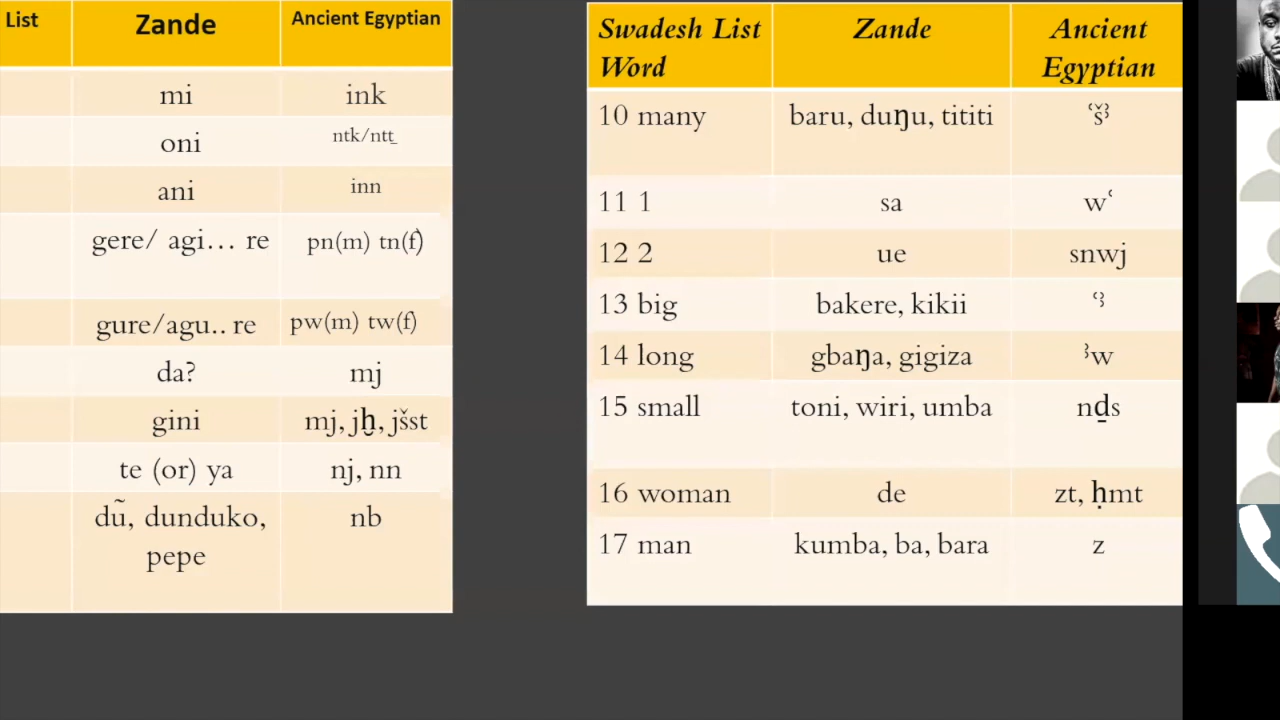 List Zande Ancient Egyptian
mi ink
oni ntk/ntṯ
ani inn
gere/ agi… re pn(m) tn(f)
gure/agu.. re pw(m) tw(f)
da? mj
gini mj, jḫ, jšst
te (or) ya nj, nn
dũ, dunduko, nb
pepe
Swadesh List Zande Ancient
Word Egyptian
10 many baru, duŋu, tititi ꜥšꜣ
11 1 sa wꜥ
12 2 ue snwj
13 big bakere, kikii ꜥꜣ
14 long gbaŋa, gigiza ꜣw
15 small toni, wiri, umba nḏs
16 woman de zt, ḥmt
17 man kumba, ba, bara z